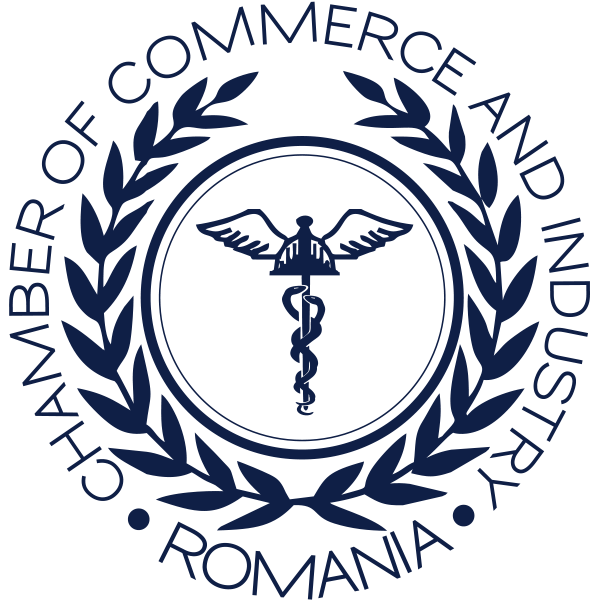 CHAMBER OF COMMERCE AND INDUSTRY
• ROMANIA •